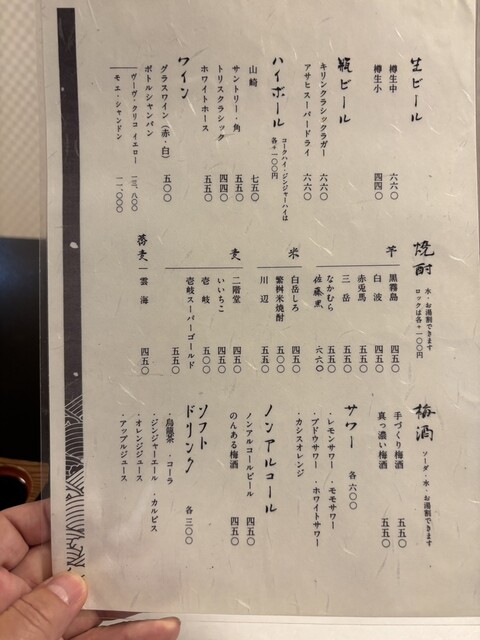 生ビール
樽生中 六六〇
樽生小 四四〇
瓶ビール
キリンクラシックラガー 六六〇
アサヒスーパードライ 六六〇
ハイボール
コークハイ・ジンジャーハイは
各+一〇〇円
山崎 七五〇
サントリー・角 五五〇
トリスクラシック 四四〇
ホワイトホース 五五〇
ワイン
グラスワイン（赤・白） 五〇〇
ボトルシャンパン
ヴーヴ・クリコ イエロー 一三、八〇〇
モエ・シャンドン 一一、〇〇〇
焼酎
水・お湯割できます
ロックは各+一〇〇円
芋
黒霧島 四五〇
白波 四五〇
赤兎馬 五五〇
三岳 五五〇
なかむら 五五〇
佐藤黒 六六〇
米
白岳しろ 四五〇
繁桝米焼酎 五〇〇
川辺 五五〇
麦
二階堂 四五〇
いいちこ 四五〇
壱岐 五〇〇
壱岐スーパーゴールド 五五〇
蕎麦
雲海 四五〇
梅酒
ソーダ・水・お湯割できます
手づくり梅酒 五五〇
真っ濃い梅酒 五五〇
サワー 各六〇〇
・レモンサワー ・モモサワー
・ブドウサワー ・ホワイトサワー
・カシスオレンジ
ノンアルコール
ノンアルコールビール 四五〇
のんある梅酒 四五〇
ソフトドリンク 各三〇〇
・烏龍茶 ・コーラ
・ジンジャーエール ・カルピス
・オレンジジュース
・アップルジュース